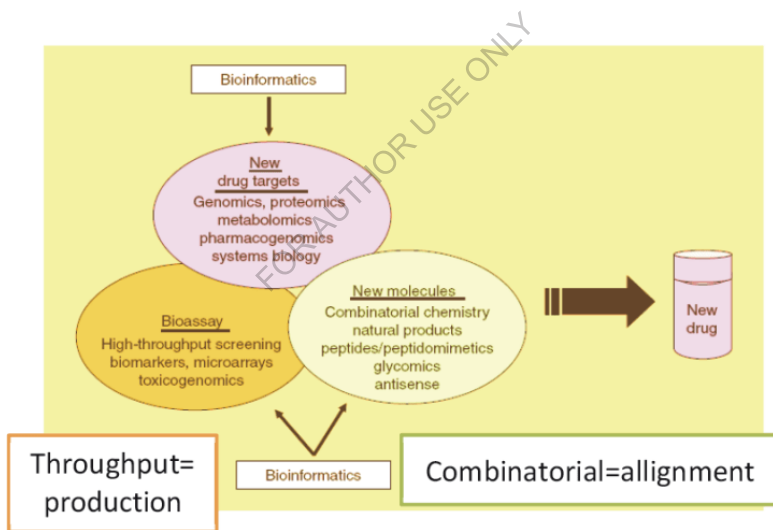 FOR AUTHOR USE ONLY
Bioinformatics
New
drug targets
Genomics, proteomics
metabolomics
pharmacogenomics
systems biology
New molecules
Combinatorial chemistry
natural products
peptides/peptidomimetics
glycomics
antisense
Bioassay
High-throughput screening
biomarkers, microarrays
toxicogenomics
New
drug
Throughput=
production
Bioinformatics
Combinatorial=allignment